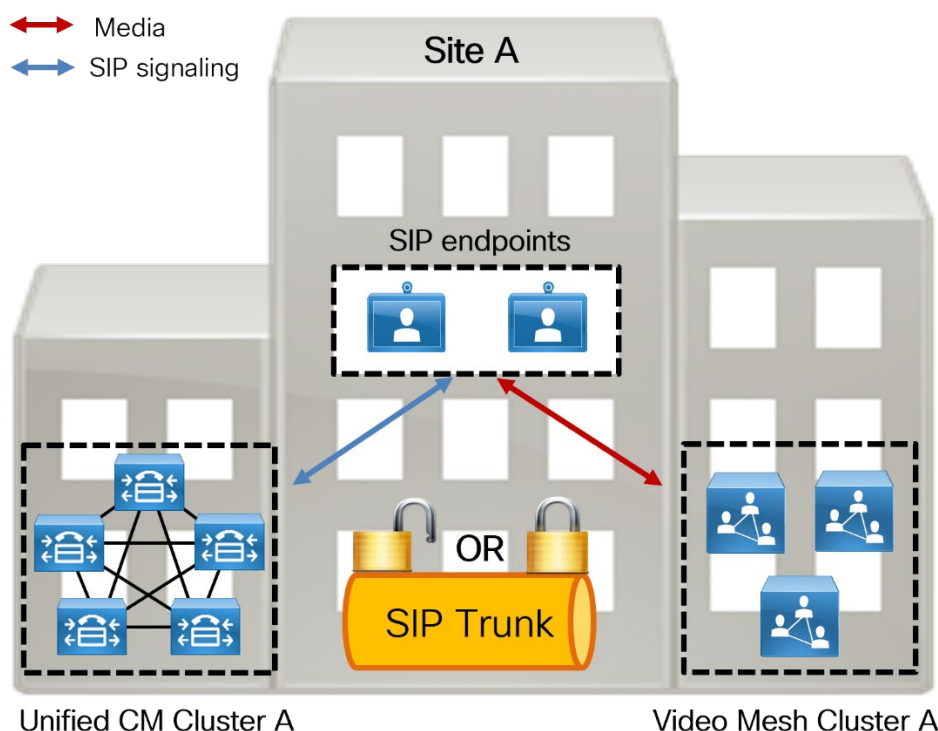 Media
SIP signaling
Site A
SIP endpoints
OR
SIP Trunk
Unified CM Cluster A
Video Mesh Cluster A